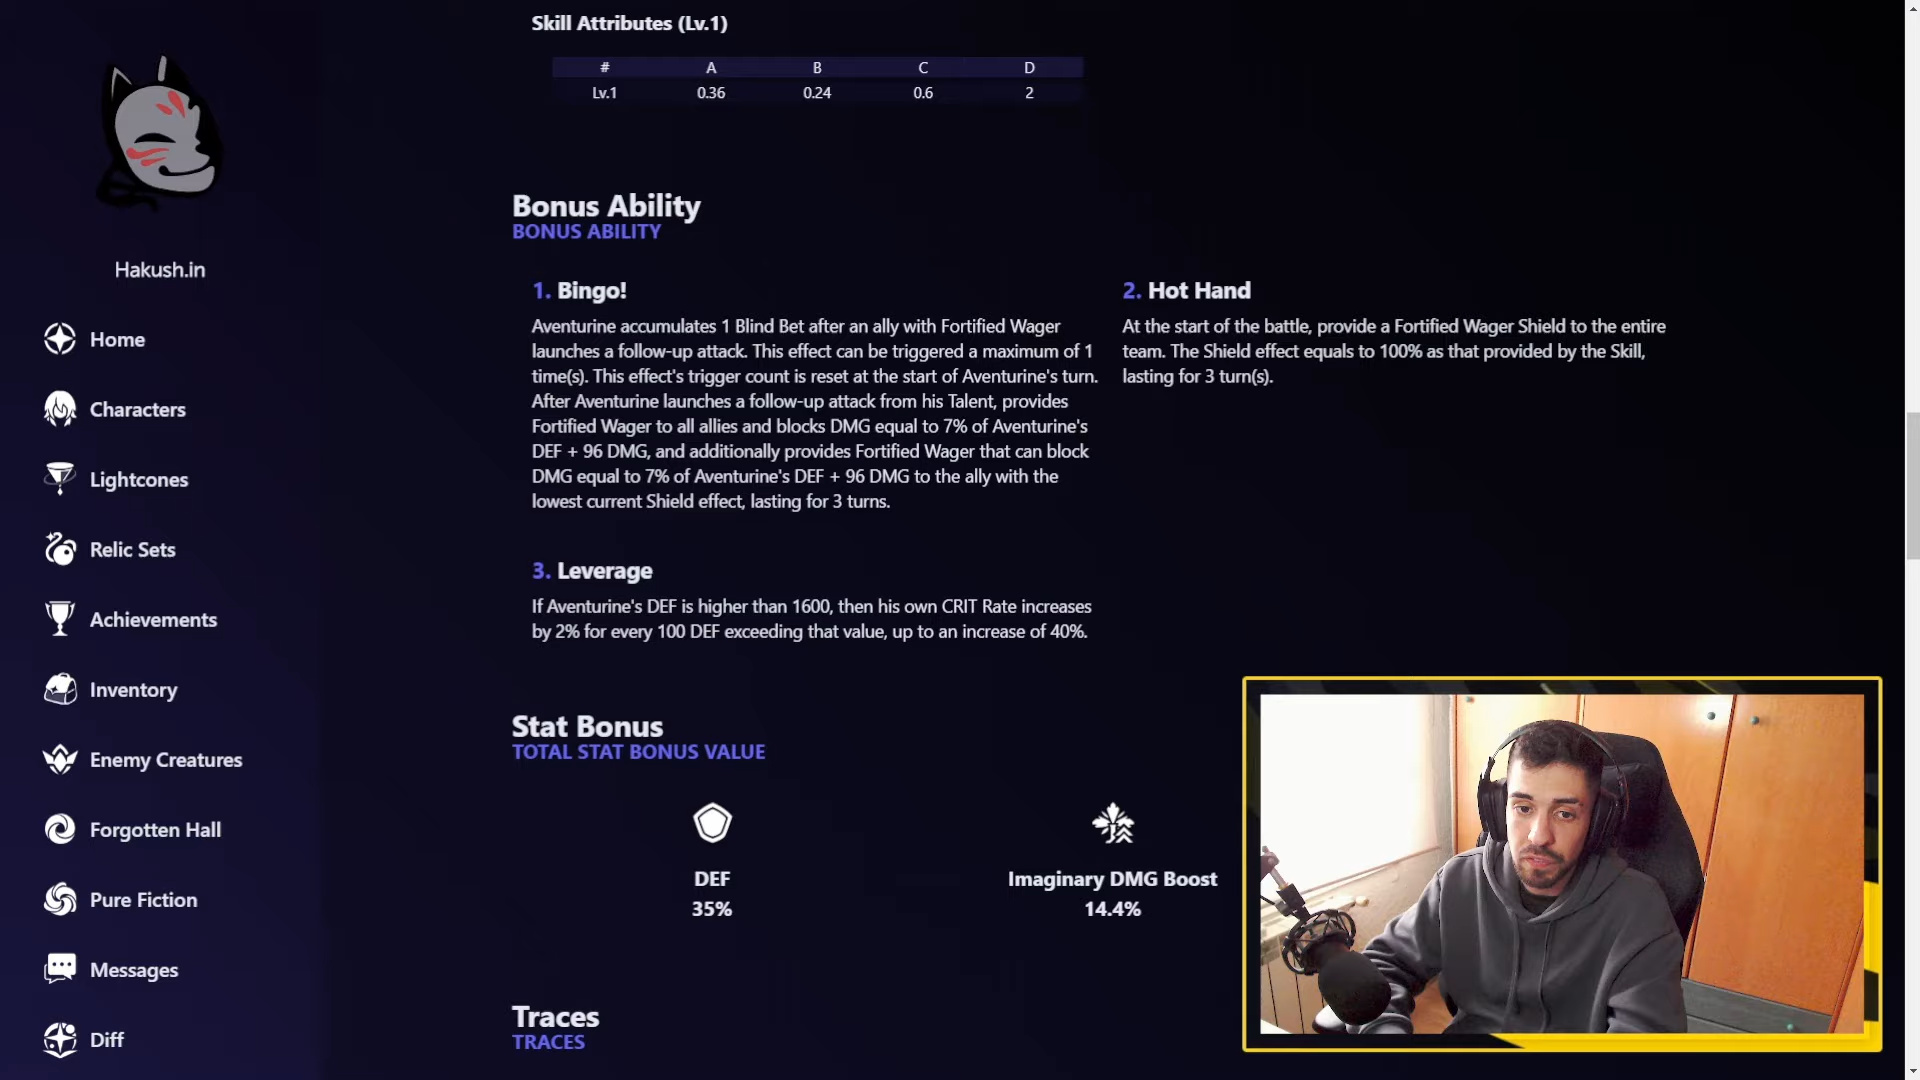 Skill Attributes (Lv.1)
# A B C D
Lv.1 0.36 0.24 0.6 2
Hakush.in
Home
Characters
Lightcones
Relic Sets
Achievements
Inventory
Enemy Creatures
Forgotten Hall
Pure Fiction
Messages
Diff
Bonus Ability
BONUS ABILITY
1. Bingo!
Aventurine accumulates 1 Blind Bet after an ally with Fortified Wager
launches a follow-up attack. This effect can be triggered a maximum of 1
time(s). This effect's trigger count is reset at the start of Aventurine's turn.
After Aventurine launches a follow-up attack from his Talent, provides
Fortified Wager to all allies and blocks DMG equal to 7% of Aventurine's
DEF + 96 DMG, and additionally provides Fortified Wager that can block
DMG equal to 7% of Aventurine's DEF + 96 DMG to the ally with the
lowest current Shield effect, lasting for 3 turns.
2. Hot Hand
At the start of the battle, provide a Fortified Wager Shield to the entire
team. The Shield effect equals to 100% as that provided by the Skill,
lasting for 3 turn(s).
3. Leverage
If Aventurine's DEF is higher than 1600, then his own CRIT Rate increases
by 2% for every 100 DEF exceeding that value, up to an increase of 40%.
Stat Bonus
TOTAL STAT BONUS VALUE
DEF
35%
Imaginary DMG Boost
14.4%
Traces
TRACES